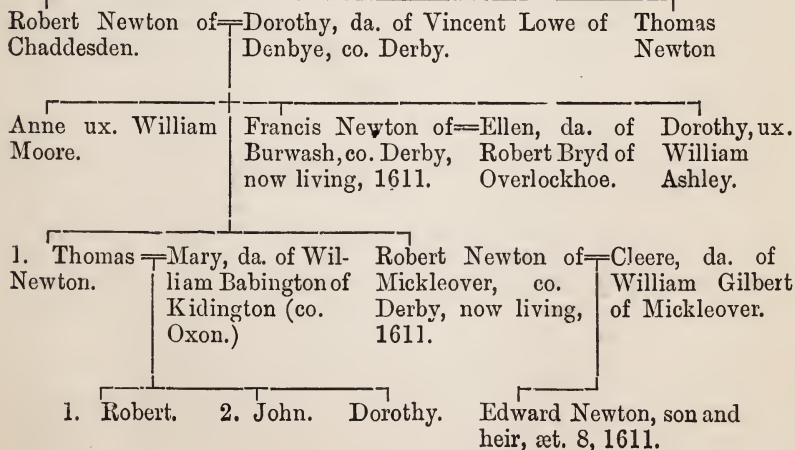 Robert Newton of Dorothy, da. of Vincent Lowe of Thomas
Chaddesden. Denbye, co. Derby. Newton
Anne ux. William Francis Newton of Ellen, da. of Dorothy, ux.
Moore. Burwash, co. Derby, Robert Bryd of William
now living, 1611. Overlockhoe. Ashley.
1. Thomas Mary, da. of Wil- Robert Newton of Cleere, da. of
Newton. liam Babington of Mickleover, co. William Gilbert
Kidington (co. Derby, now living, of Mickleover.
Oxon.) 1611.
1. Robert. 2. John. Dorothy. Edward Newton, son and
heir, æt. 8, 1611.